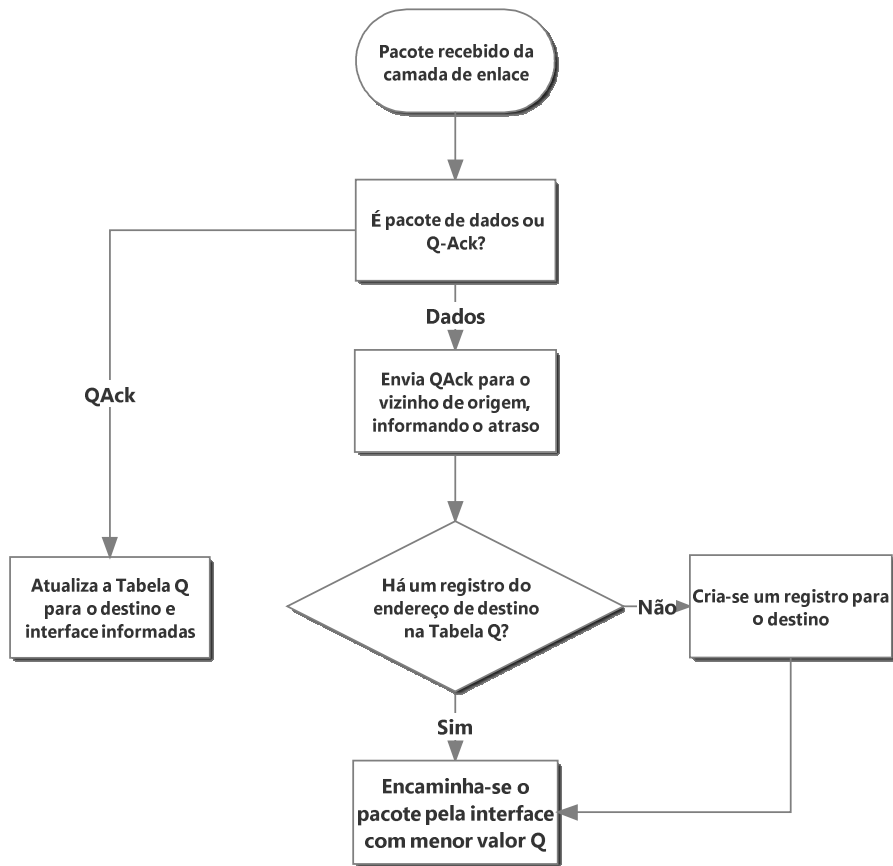 Pacote recebido da
camada de enlace
É pacote de dados ou
Q-Ack?
Dados
QAck
Envia QAck para o
vizinho de origem,
informando o atraso
Atualiza a Tabela Q
para o destino e
interface informadas
Há um registro do
endereço de destino
na Tabela Q?
Não
Cria-se um registro para
o destino
Sim
Encaminha-se o
pacote pela interface
com menor valor Q